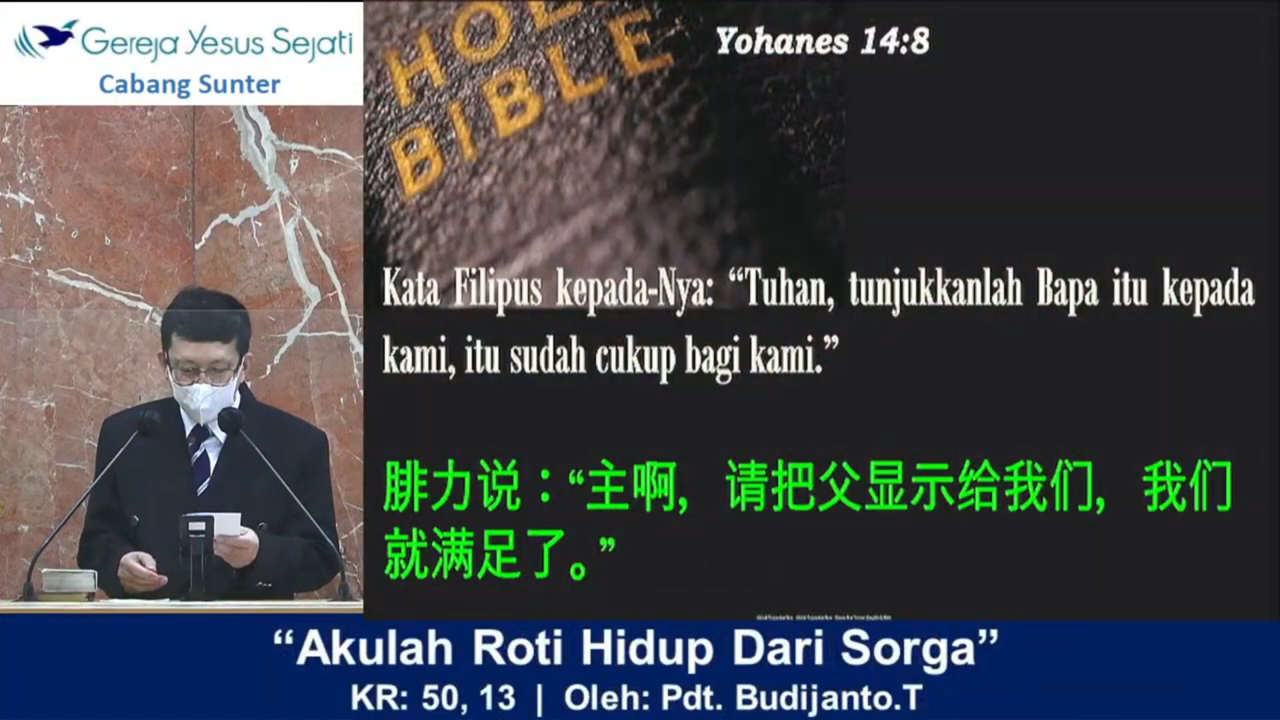 Gereja Yesus Sejati
Cabang Sunter
HOLY
BIBLE
Yohanes 14:8
Kata Filipus kepada-Nya: “Tuhan, tunjukkanlah Bapa itu kepada
kami, itu sudah cukup bagi kami.”
腓力说：“主啊, 请把父显示给我们, 我们
就满足了。”
“Akulah Roti Hidup Dari Sorga”
KR: 50, 13 | Oleh: Pdt. Budijanto.T